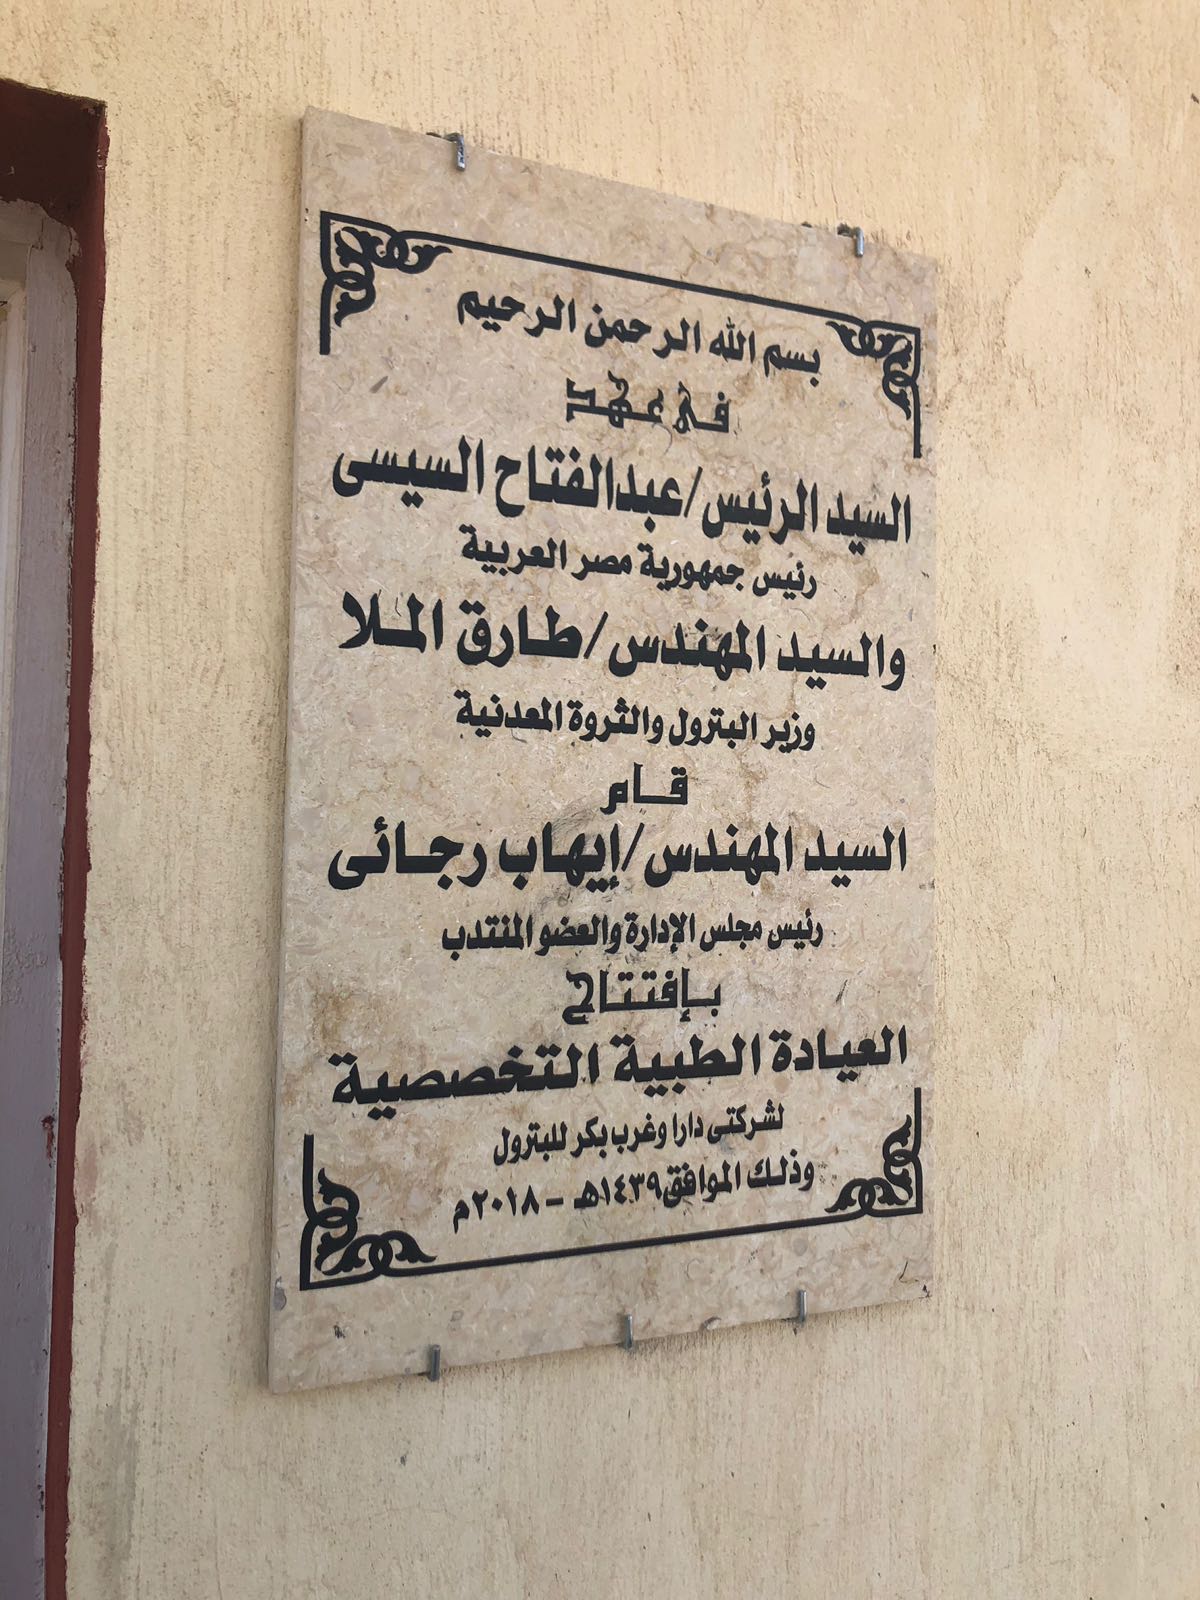 بسم الله الرحمن الرحيم
فى عهد
السيد الرئيس/عبدالفتاح السيسى
رئيس جمهورية مصر العربية
والسيد المهندس/طارق الملا
وزير البترول والثروة المعدنية
قام
السيد المهندس/إيهاب رجائى
رئيس مجلس الإدارة والعضو المنتدب
بإفتتاح
العيادة الطبية التخصصية
لشركتى دارا وغرب بكر للبترول
وذلك الموافق ١٤٣٩هـ - ٢٠١٨م